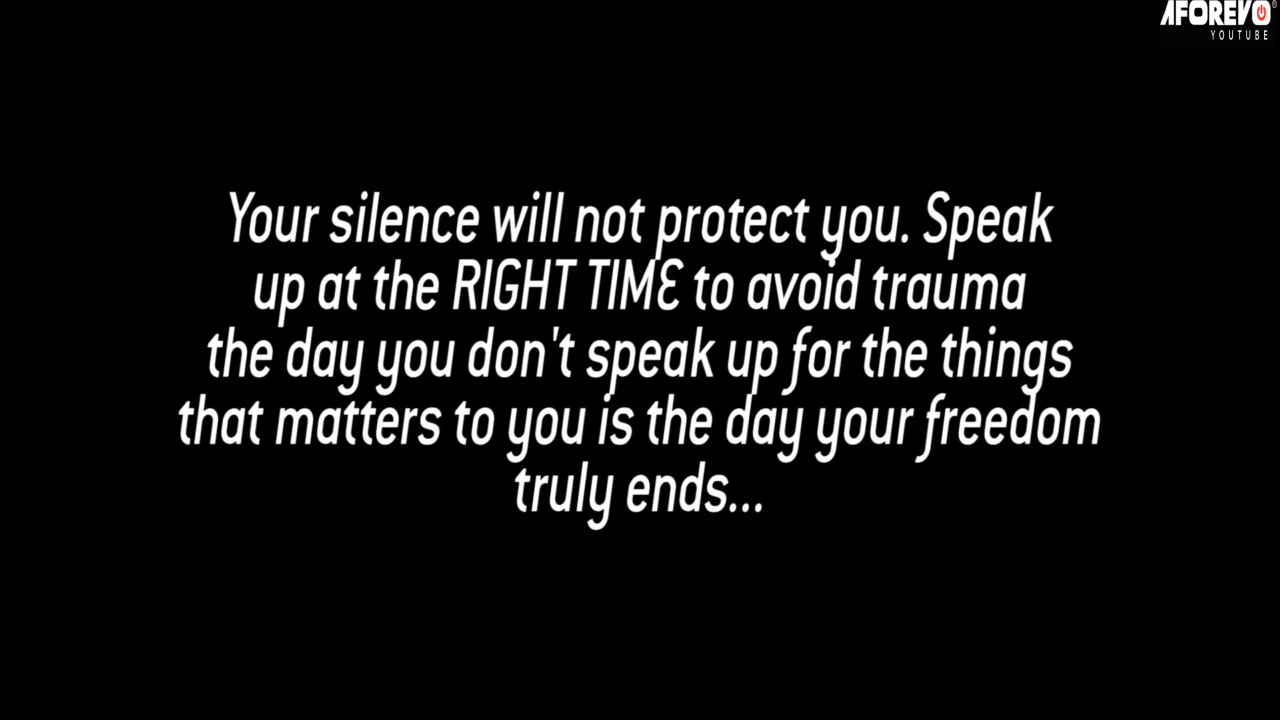 AFOREVO
YOUTUBE
Your silence will not protect you. Speak
up at the RIGHT TIME to avoid trauma
the day you don't speak up for the things
that matters to you is the day your freedom
truly ends...